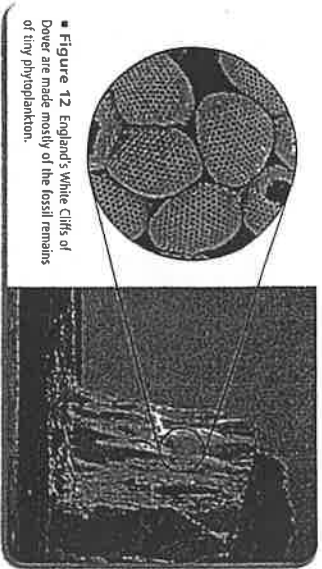 ■ Figure 12 England's White Cliffs of
Dover are made mostly of the fossil remains
of tiny phytoplankton.